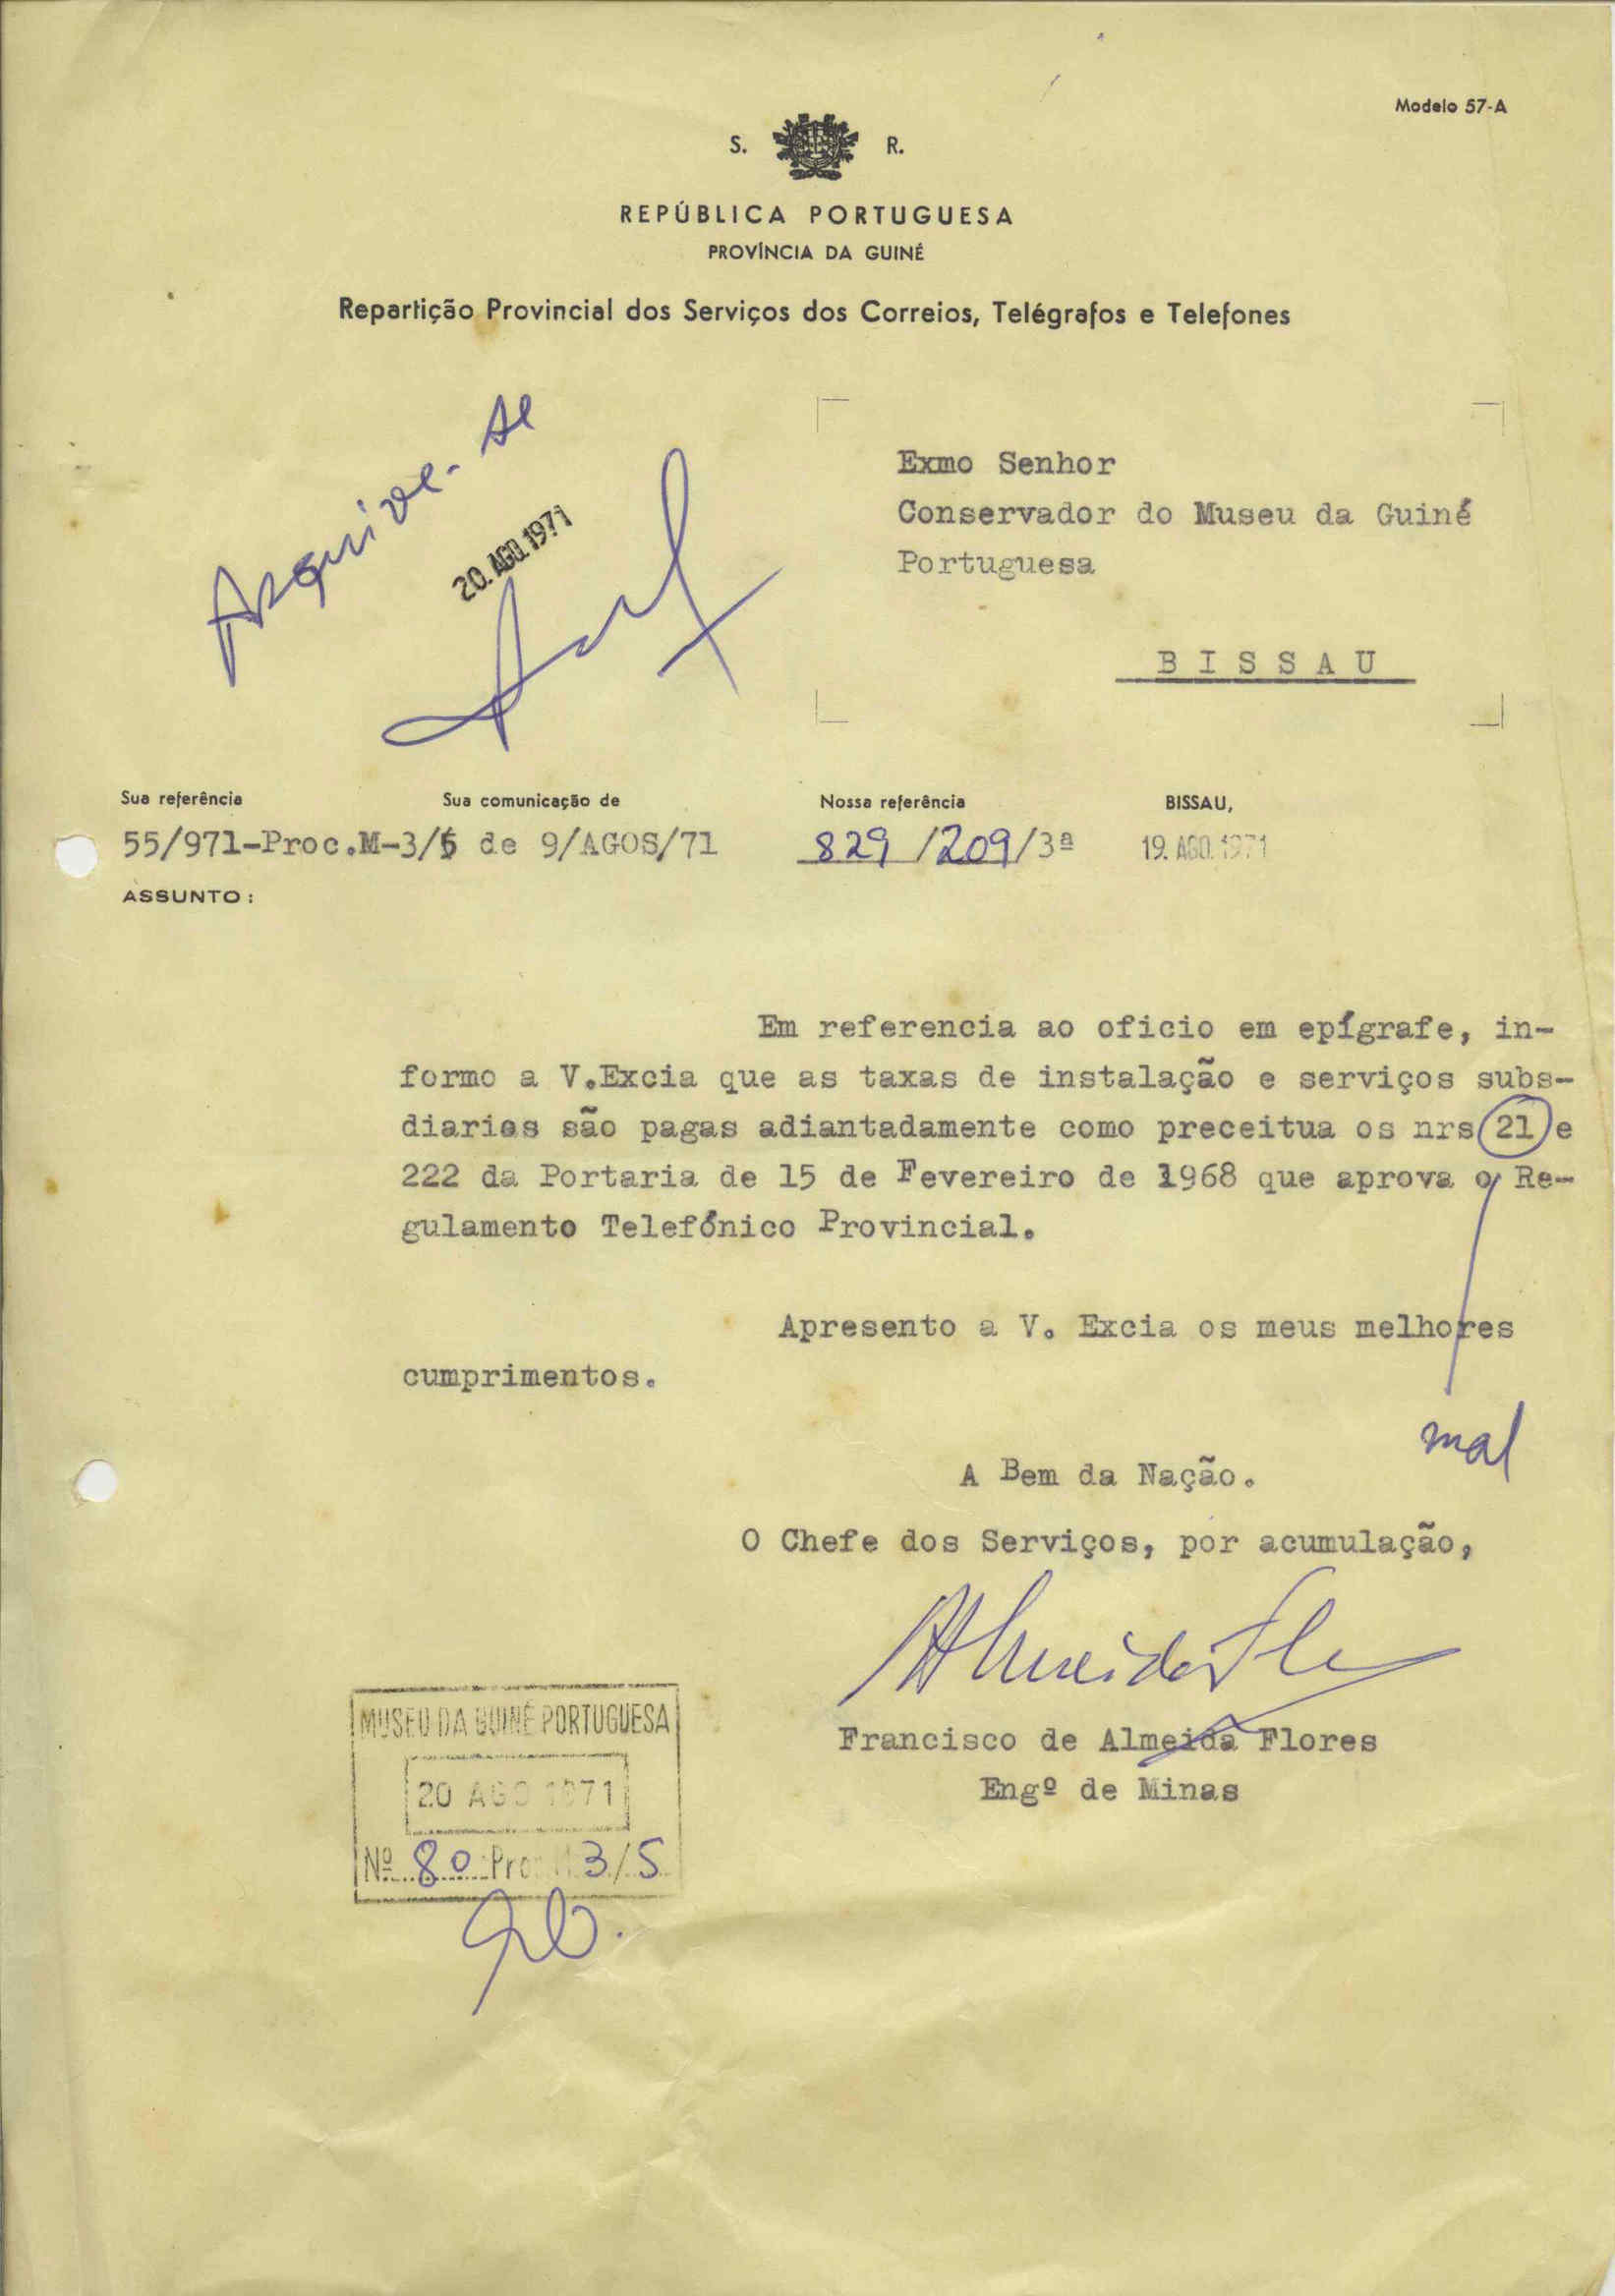 Modelo 57-A
S. R.
REPÚBLICA PORTUGUESA
PROVÍNCIA DA GUINÉ
Repartição Provincial dos Serviços dos Correios, Telégrafos e Telefones
Arquive-se
20. AGO. 1971
Exmo Senhor
Conservador do Museu da Guiné
Portuguesa
B I S S A U
Sua referência Sua comunicação de Nossa referência BISSAU,
55/971-Proc.M-3/5 de 9/AGOS/71 829/209/3ª 19. AGO. 1971
ASSUNTO:
Em referencia ao oficio em epígrafe, in-
formo a V.Excia que as taxas de instalação e serviços subs-
diarios são pagas adiantadamente como preceitua os nrs 21 e
222 da Portaria de 15 de Fevereiro de 1968 que aprova o Re-
gulamento Telefónico Provincial.
Apresento a V. Excia os meus melhores
cumprimentos.
mal
A Bem da Nação.
O Chefe dos Serviços, por acumulação,
Francisco de Almeida Flores
Engº de Minas
MUSEU DA GUINÉ PORTUGUESA
20 AGO 1971
Nº 80 Proc. M 3/5